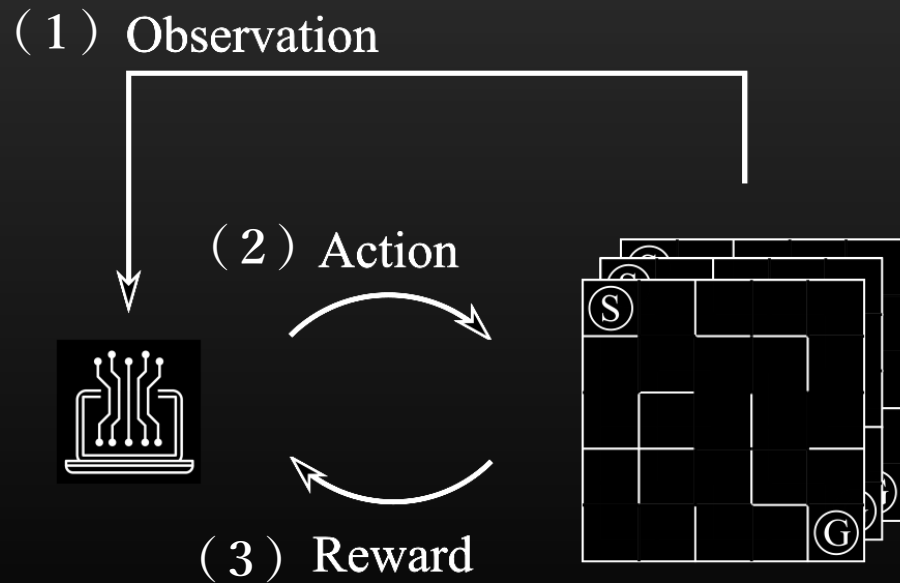 （1）Observation
（2）Action
S
S
S
G
G
（3）Reward